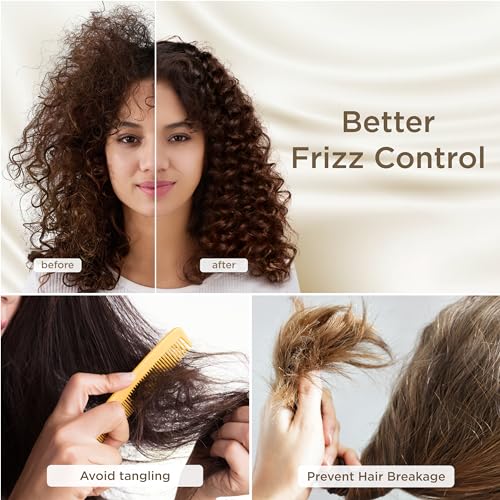 Better
Frizz Control
before
after
Avoid tangling
Prevent Hair Breakage